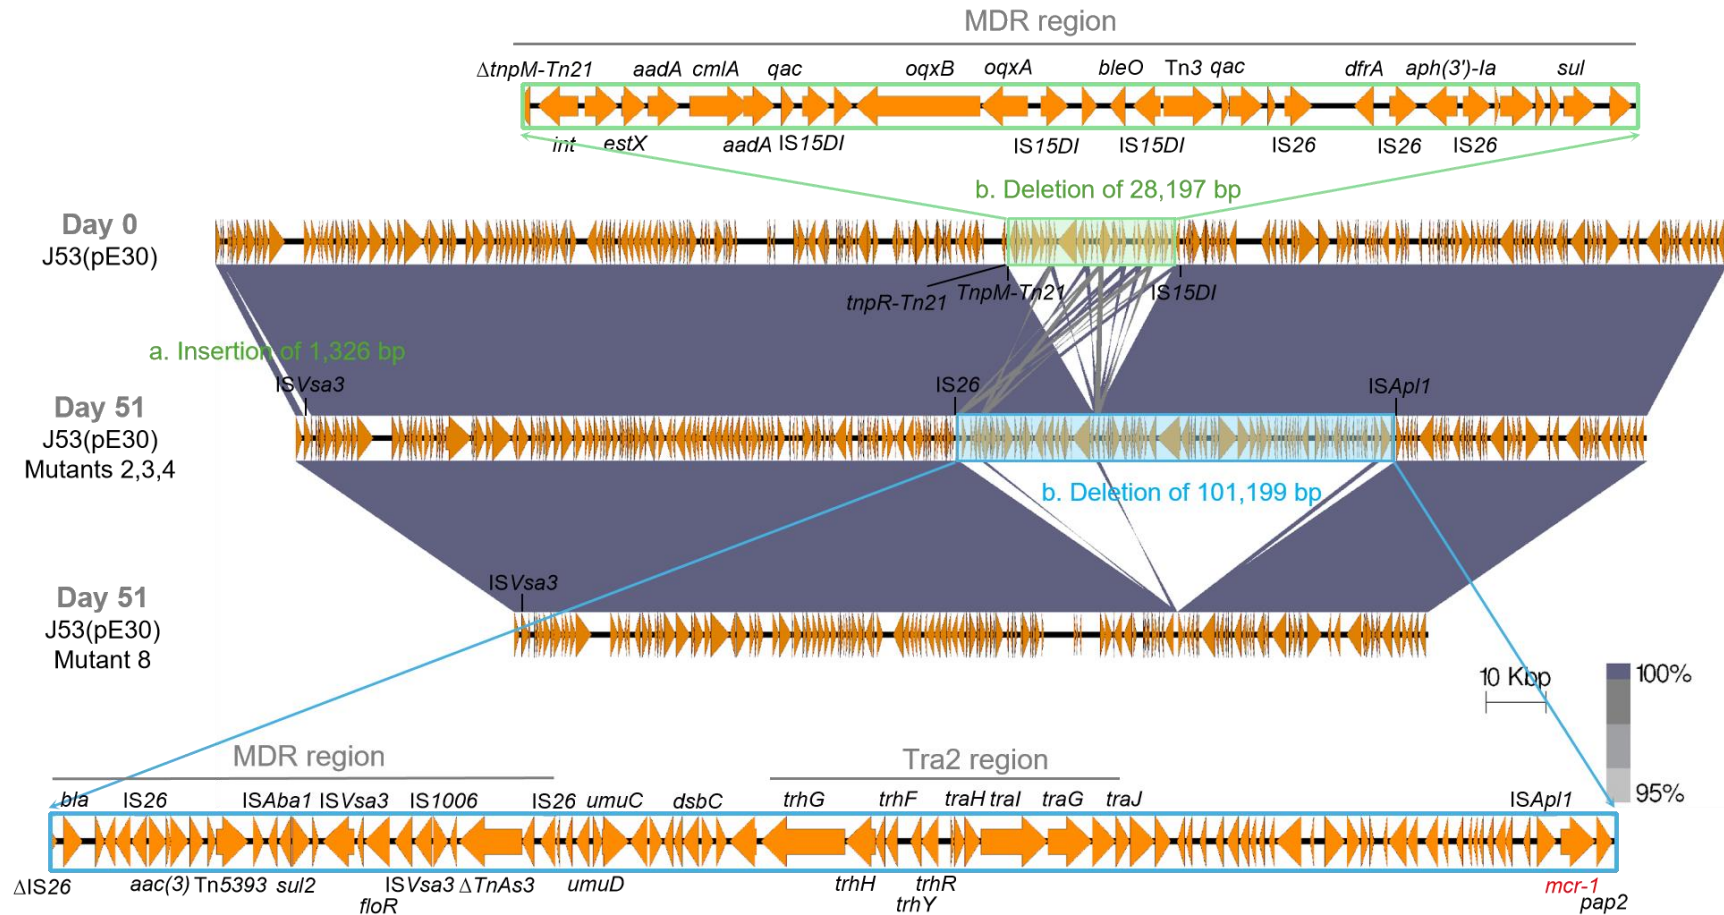 MDR region
ΔtnpM-Tn21 aadA cmlA qac oqxB oqxA bleO Tn3 qac dfrA aph(3')-Ia sul
int estX aadA IS15DI IS15DI IS15DI IS26 IS26 IS26
b. Deletion of 28,197 bp
Day 0
J53(pE30)
tnpR-Tn21 TnpM-Tn21 IS15DI
a. Insertion of 1,326 bp
ISVsa3 IS26 ISApl1
Day 51
J53(pE30)
Mutants 2,3,4
b. Deletion of 101,199 bp
ISVsa3
Day 51
J53(pE30)
Mutant 8
10 Kbp
100%
95%
MDR region Tra2 region
bla IS26 ISAba1 ISVsa3 IS1006 IS26 umuC dsbC trhG trhF traH traI traG traJ ISApl1
ΔIS26 aac(3) Tn5393 sul2 floR ISVsa3 ΔTnAs3 umuD trhH trhY trhR mcr-1 pap2